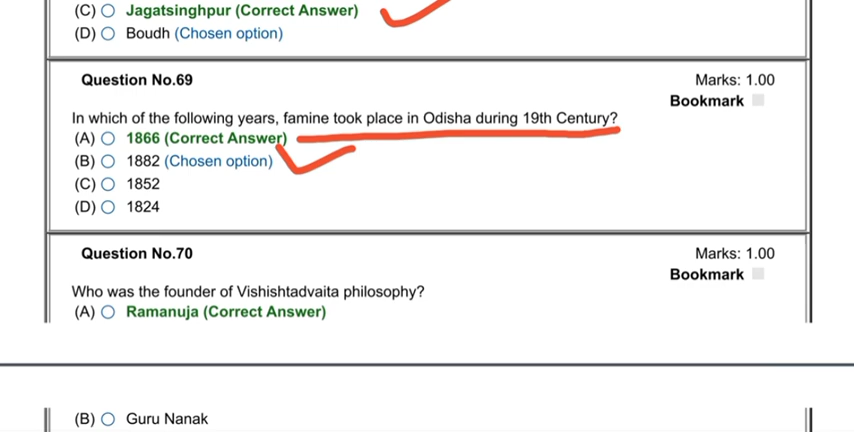 (C) Jagatsinghpur (Correct Answer)
(D) Boudh (Chosen option)
Question No.69 Marks: 1.00
Bookmark
In which of the following years, famine took place in Odisha during 19th Century?
(A) 1866 (Correct Answer)
(B) 1882 (Chosen option)
(C) 1852
(D) 1824
Question No.70 Marks: 1.00
Bookmark
Who was the founder of Vishishtadvaita philosophy?
(A) Ramanuja (Correct Answer)
(B) Guru Nanak